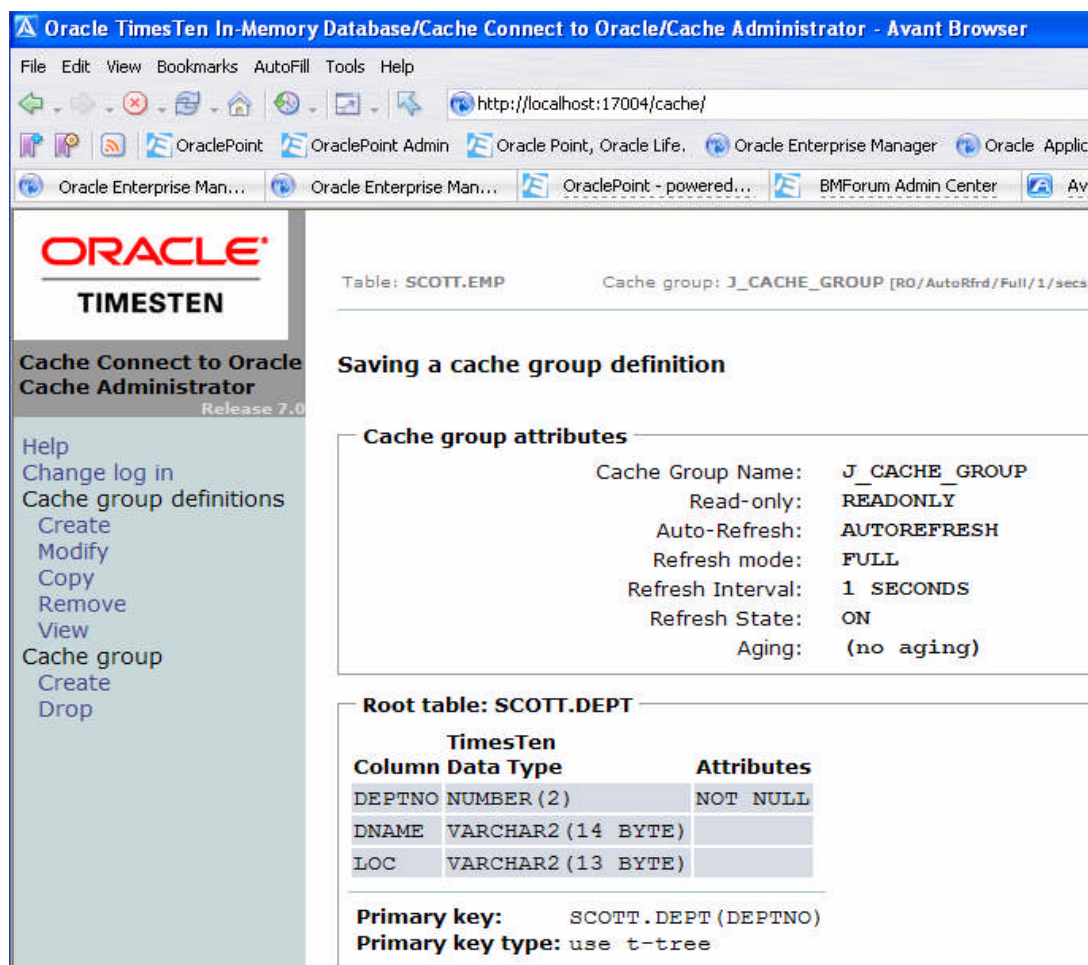 Oracle TimesTen In-Memory Database/Cache Connect to Oracle/Cache Administrator - Avant Browser
File Edit View Bookmarks AutoFill Tools Help
http://localhost:17004/cache/
OraclePoint OraclePoint Admin Oracle Point, Oracle Life. Oracle Enterprise Manager Oracle Applic
Oracle Enterprise Man... Oracle Enterprise Man... OraclePoint - powered... BMForum Admin Center Av
ORACLE
TIMESTEN
Cache Connect to Oracle
Cache Administrator
Release 7.0
Help
Change log in
Cache group definitions
Create
Modify
Copy
Remove
View
Cache group
Create
Drop
Table: SCOTT.EMP Cache group: J_CACHE_GROUP [RO/AutoRfrd/Full/1/secs
Saving a cache group definition
Cache group attributes
Cache Group Name: J_CACHE_GROUP
Read-only: READONLY
Auto-Refresh: AUTOREFRESH
Refresh mode: FULL
Refresh Interval: 1 SECONDS
Refresh State: ON
Aging: (no aging)
Root table: SCOTT.DEPT
TimesTen
Column Data Type Attributes
DEPTNO NUMBER(2) NOT NULL
DNAME VARCHAR2(14 BYTE)
LOC VARCHAR2(13 BYTE)
Primary key: SCOTT.DEPT(DEPTNO)
Primary key type: use t-tree